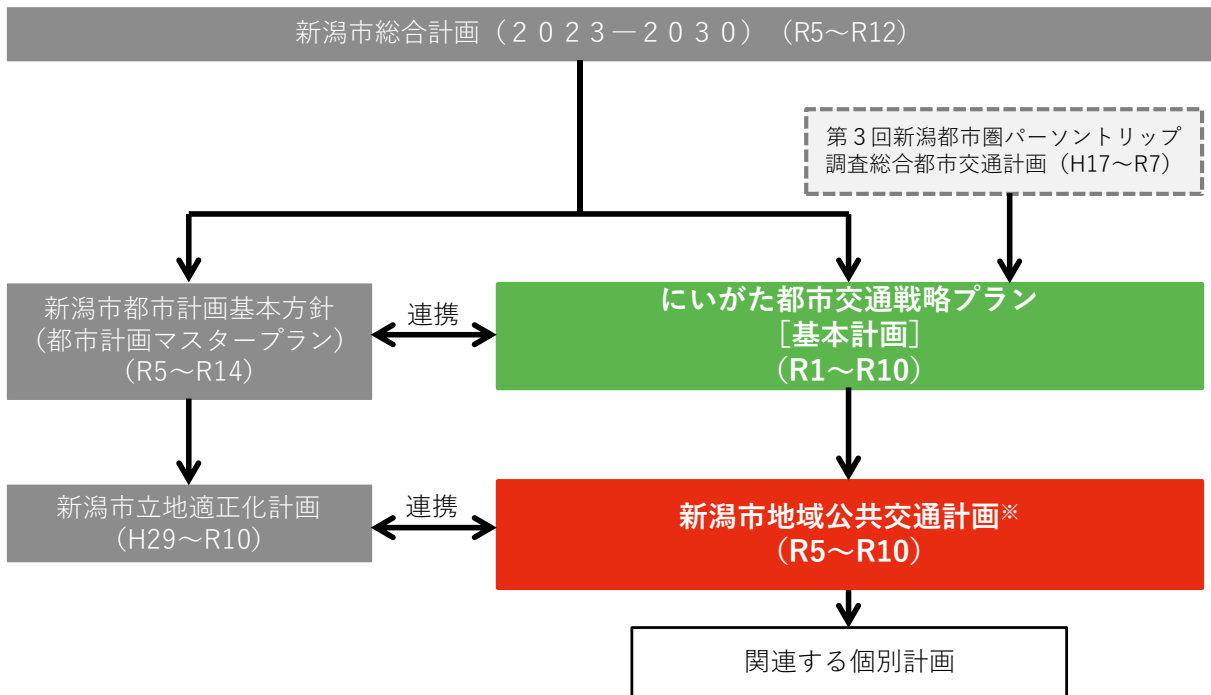 新潟市総合計画（２０２３－２０３０）（R5～R12）
第３回新潟都市圏パーソントリップ
調査総合都市交通計画（H17～R7）
新潟市都市計画基本方針
（都市計画マスタープラン）
（R5～R14）
連携
にいがた都市交通戦略プラン
［基本計画］
（R1～R10）
新潟市立地適正化計画
（H29～R10）
連携
新潟市地域公共交通計画※
（R5～R10）
関連する個別計画